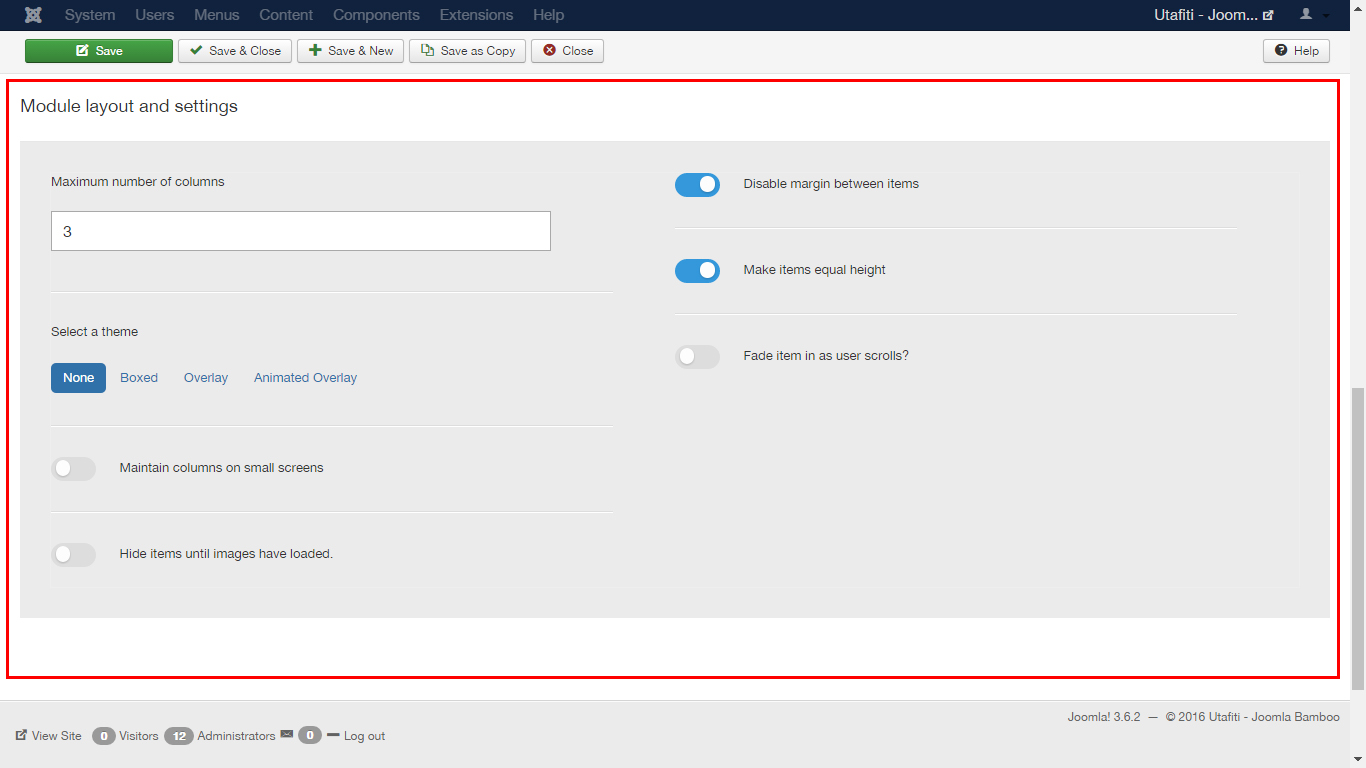 System Users Menus Content Components Extensions Help Utafiti - Joom...
Save Save & Close Save & New Save as Copy Close Help
Module layout and settings
Maximum number of columns
3
Select a theme
None Boxed Overlay Animated Overlay
Maintain columns on small screens
Hide items until images have loaded.
Disable margin between items
Make items equal height
Fade item in as user scrolls?
Joomla! 3.6.2 — © 2016 Utafiti - Joomla Bamboo
View Site 0 Visitors 12 Administrators 0 Log out